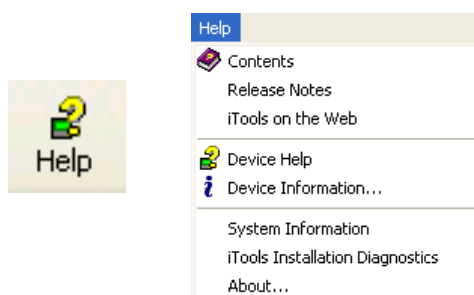 Help
Help
Contents
Release Notes
iTools on the Web
Device Help
Device Information...
System Information
iTools Installation Diagnostics
About...